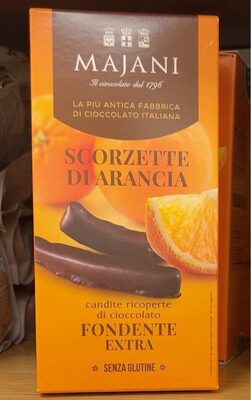 MAJANI
Il cioccolato dal 1796
LA PIÙ ANTICA FABBRICA
DI CIOCCOLATO ITALIANA
SCORZETTE
DI ARANCIA
candite ricoperte
di cioccolato
FONDENTE
EXTRA
SENZA GLUTINE